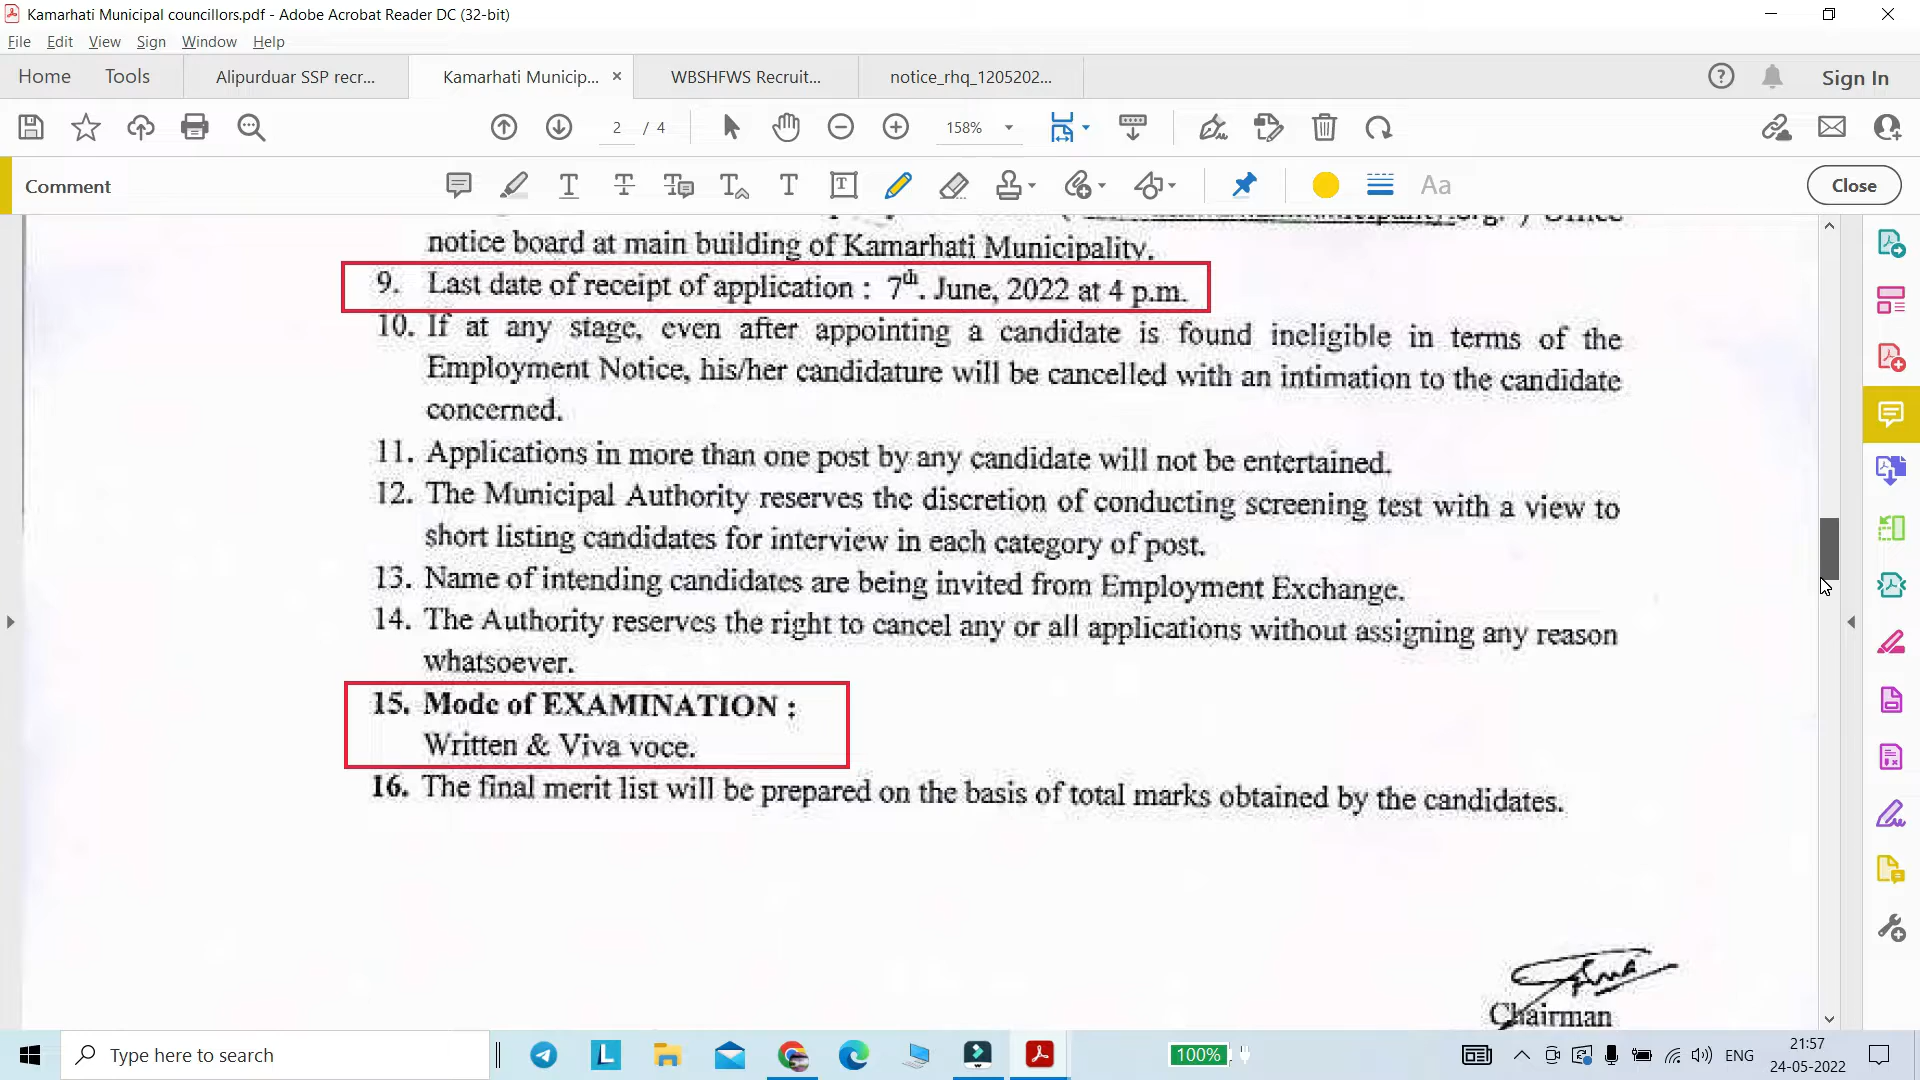 Kamarhati Municipal councillors.pdf - Adobe Acrobat Reader DC (32-bit)
File Edit View Sign Window Help
Home Tools Alipurduar SSP recr... Kamarhati Municip... × WBSHFWS Recruit... notice_rhq_1205202... Sign In
2 / 4 158%
Comment Aa Close
notice board at main building of Kamarhati Municipality.
9. Last date of receipt of application : 7th. June, 2022 at 4 p.m.
10. If at any stage, even after appointing a candidate is found ineligible in terms of the
Employment Notice, his/her candidature will be cancelled with an intimation to the candidate
concerned.
11. Applications in more than one post by any candidate will not be entertained.
12. The Municipal Authority reserves the discretion of conducting screening test with a view to
short listing candidates for interview in each category of post.
13. Name of intending candidates are being invited from Employment Exchange.
14. The Authority reserves the right to cancel any or all applications without assigning any reason
whatsoever.
15. Mode of EXAMINATION :
Written & Viva voce.
16. The final merit list will be prepared on the basis of total marks obtained by the candidates.
Chairman
Type here to search
L
100%
ENG
21:57
24-05-2022